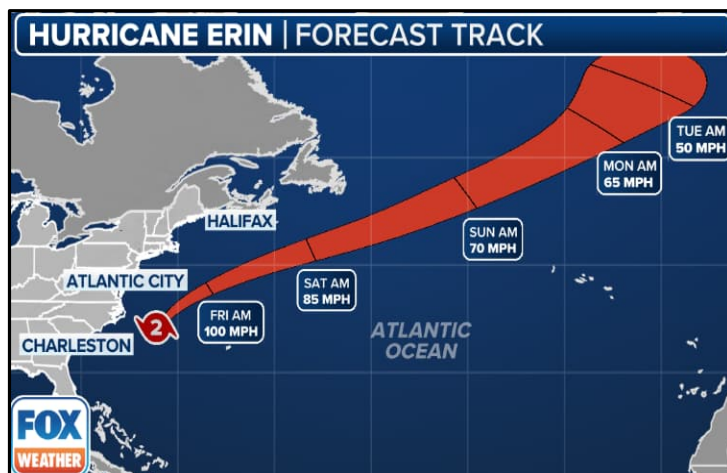 HURRICANE ERIN | FORECAST TRACK
TUE AM
50 MPH
MON AM
65 MPH
HALIFAX
SUN AM
70 MPH
ATLANTIC CITY
SAT AM
85 MPH
FRI AM
100 MPH
2
CHARLESTON
ATLANTIC
OCEAN
FOX
WEATHER